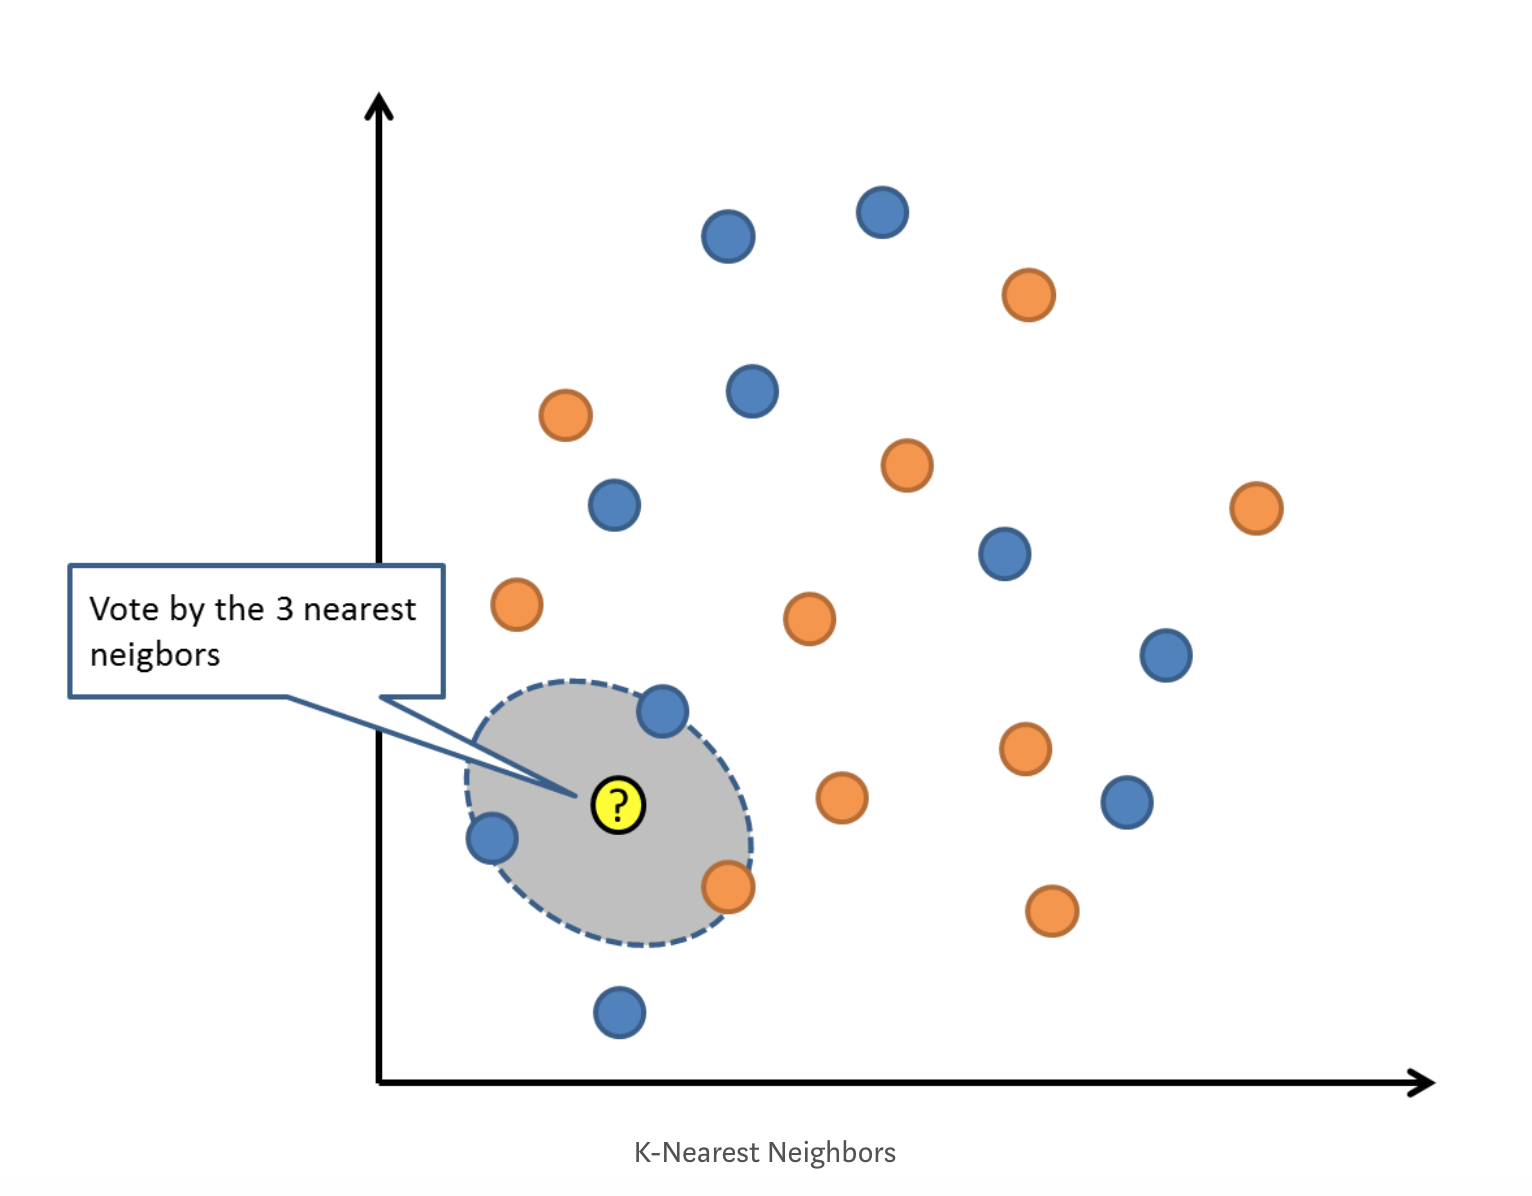 Vote by the 3 nearest
neigbors
?
K-Nearest Neighbors